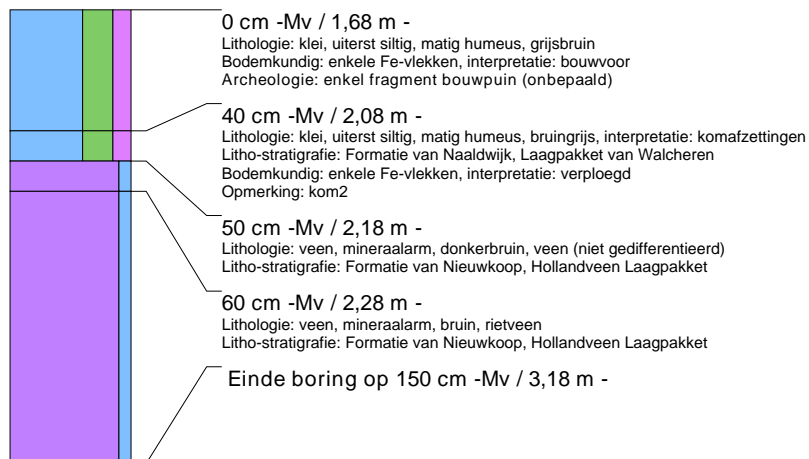 0 cm -Mv / 1,68 m -
Lithologie: klei, uiterst siltig, matig humeus, grijsbruin
Bodemkundig: enkele Fe-vlekken, interpretatie: bouwvoor
Archeologie: enkel fragment bouwpuin (onbepaald)
40 cm -Mv / 2,08 m -
Lithologie: klei, uiterst siltig, matig humeus, bruingrijs, interpretatie: komafzettingen
Litho-stratigrafie: Formatie van Naaldwijk, Laagpakket van Walcheren
Bodemkundig: enkele Fe-vlekken, interpretatie: verploegd
Opmerking: kom2
50 cm -Mv / 2,18 m -
Lithologie: veen, mineraalarm, donkerbruin, veen (niet gedifferentieerd)
Litho-stratigrafie: Formatie van Nieuwkoop, Hollandveen Laagpakket
60 cm -Mv / 2,28 m -
Lithologie: veen, mineraalarm, bruin, rietveen
Litho-stratigrafie: Formatie van Nieuwkoop, Hollandveen Laagpakket
Einde boring op 150 cm -Mv / 3,18 m -